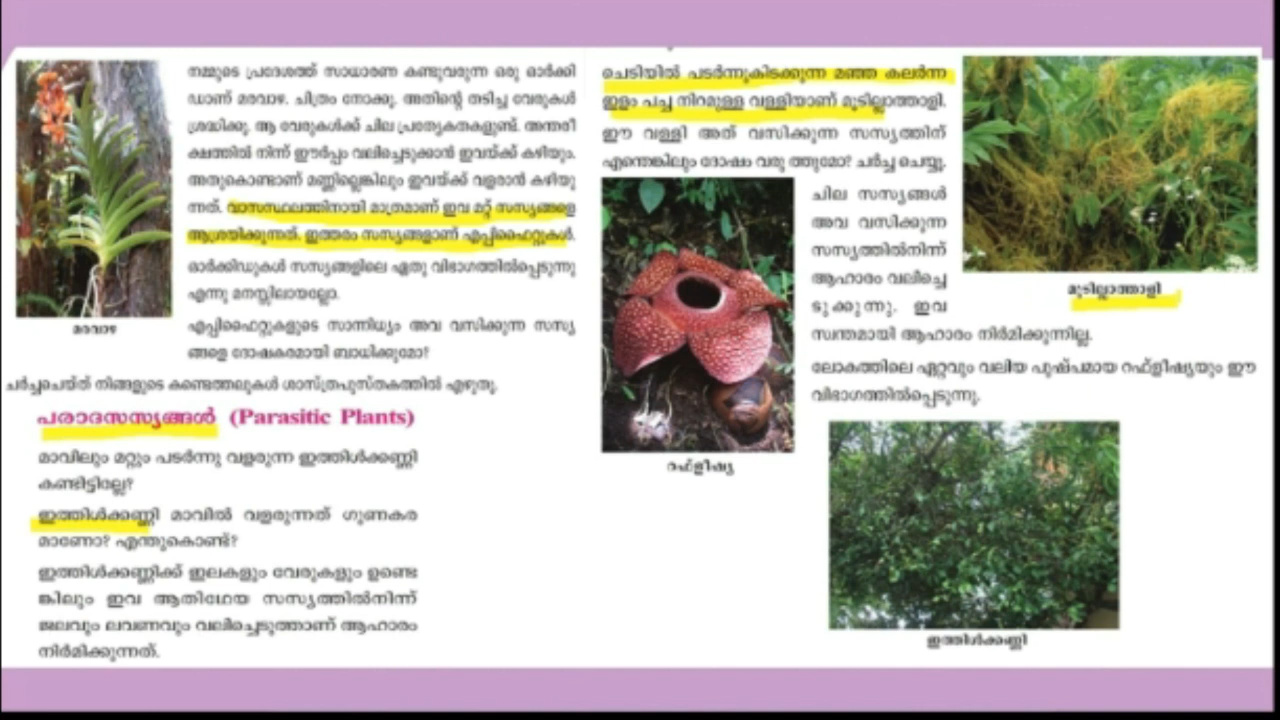 നമ്മുടെ പ്രദേശത്ത് സാധാരണ കണ്ടുവരുന്ന ഒരു ഓർക്കി
ഡാണ് മരവാഴ. ചിത്രം നോക്കൂ. അതിന്റെ തടിച്ച വേരുകൾ
ശ്രദ്ധിക്കൂ. ആ വേരുകൾക്ക് ചില പ്രത്യേകതകളുണ്ട്. അന്തരീ
ക്ഷത്തിൽ നിന്ന് ഈർപ്പം വലിച്ചെടുക്കാൻ ഇവയ്ക്ക് കഴിയും.
അതുകൊണ്ടാണ് മണ്ണില്ലെങ്കിലും ഇവയ്ക്ക് വളരാൻ കഴിയു
ന്നത്. വാസസ്ഥലത്തിനായി മാത്രമാണ് ഇവ മറ്റ് സസ്യങ്ങളെ
ആശ്രയിക്കുന്നത്. ഇത്തരം സസ്യങ്ങളാണ് എപ്പിഫൈറ്റുകൾ.
ഓർക്കിഡുകൾ സസ്യങ്ങളിലെ ഏതു വിഭാഗത്തിൽപ്പെടുന്നു
എന്നു മനസ്സിലായല്ലോ.
മരവാഴ
എപ്പിഫൈറ്റുകളുടെ സാന്നിധ്യം അവ വസിക്കുന്ന സസ്യ
ങ്ങളെ ദോഷകരമായി ബാധിക്കുമോ?
ചർച്ചചെയ്ത് നിങ്ങളുടെ കണ്ടെത്തലുകൾ ശാസ്ത്രപുസ്തകത്തിൽ എഴുതൂ.
പരാദസസ്യങ്ങൾ (Parasitic Plants)
മാവിലും മറ്റും പടർന്നു വളരുന്ന ഇത്തിൾക്കണ്ണി
കണ്ടിട്ടില്ലേ?
ഇത്തിൾക്കണ്ണി മാവിൽ വളരുന്നത് ഗുണകര
മാണോ? എന്തുകൊണ്ട്?
ഇത്തിൾക്കണ്ണിക്ക് ഇലകളും വേരുകളും ഉണ്ടെ
ങ്കിലും ഇവ ആതിഥേയ സസ്യത്തിൽനിന്ന്
ജലവും ലവണവും വലിച്ചെടുത്താണ് ആഹാരം
നിർമിക്കുന്നത്.
ചെടിയിൽ പടർന്നുകിടക്കുന്ന മഞ്ഞ കലർന്ന
ഇളം പച്ച നിറമുള്ള വള്ളിയാണ് മൂടില്ലാത്താളി.
ഈ വള്ളി അത് വസിക്കുന്ന സസ്യത്തിന്
എന്തെങ്കിലും ദോഷം വരു ത്തുമോ? ചർച്ച ചെയ്യൂ.
ചില സസ്യങ്ങൾ
അവ വസിക്കുന്ന
സസ്യത്തിൽനിന്ന്
ആഹാരം വലിച്ചെ
ടുക്കുന്നു. ഇവ
സ്വന്തമായി ആഹാരം നിർമിക്കുന്നില്ല.
മൂടില്ലാത്താളി
ലോകത്തിലെ ഏറ്റവും വലിയ പുഷ്പമായ റഫ്ളീഷ്യയും ഈ
വിഭാഗത്തിൽപ്പെടുന്നു.
റഫ്ളീഷ്യ
ഇത്തിൾക്കണ്ണി